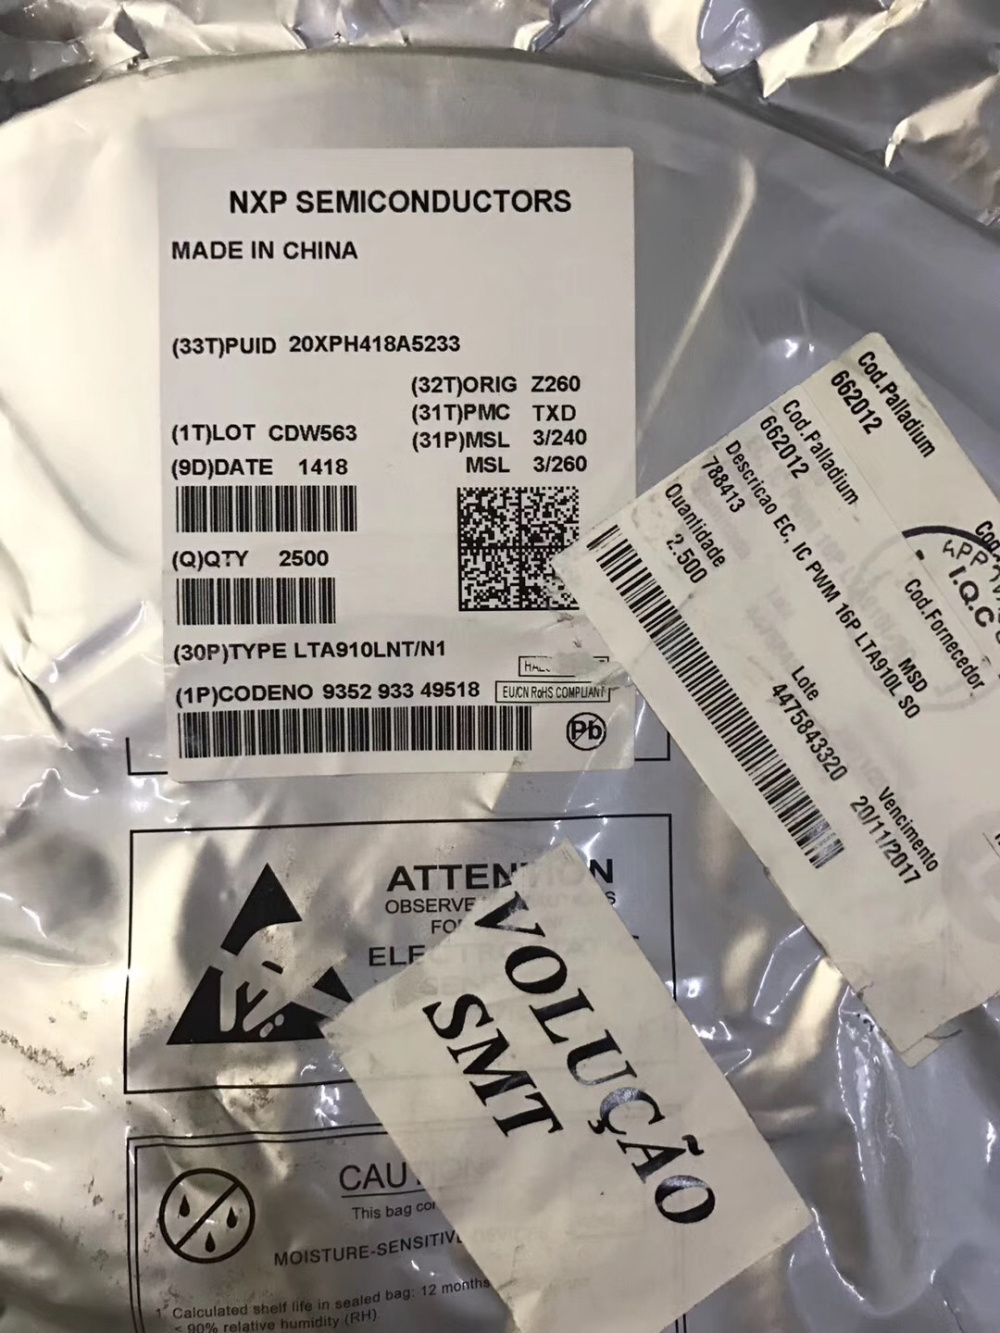 NXP SEMICONDUCTORS
MADE IN CHINA
(33T)PUID 20XPH418A5233
(32T)ORIG Z260
(31T)PMC TXD
(1T)LOT CDW563
(31P)MSL 3/240
(9D)DATE 1418
MSL 3/260
(Q)QTY 2500
(30P)TYPE LTA910LNT/N1
(1P)CODENO 9352 933 49518
EU/CN RoHS COMPLIANT
Pb
Cod.Palladium
662012
Cod.Palladium
662012
Descricao EC, IC PWM 16P LTA910L SO
788413
MSD
Quantidade
2.500
Cod.Fornecedor
Lote
4475843320
Vencimento
20/11/2017
I.Q.C
ATTEN
OBSERVE
VOLUÇÃO
SMT
This bag
MOISTURE-SENSITIV
1 Calculated shelf life in sealed bag: 12 months
< 90% relative humidity (RH)